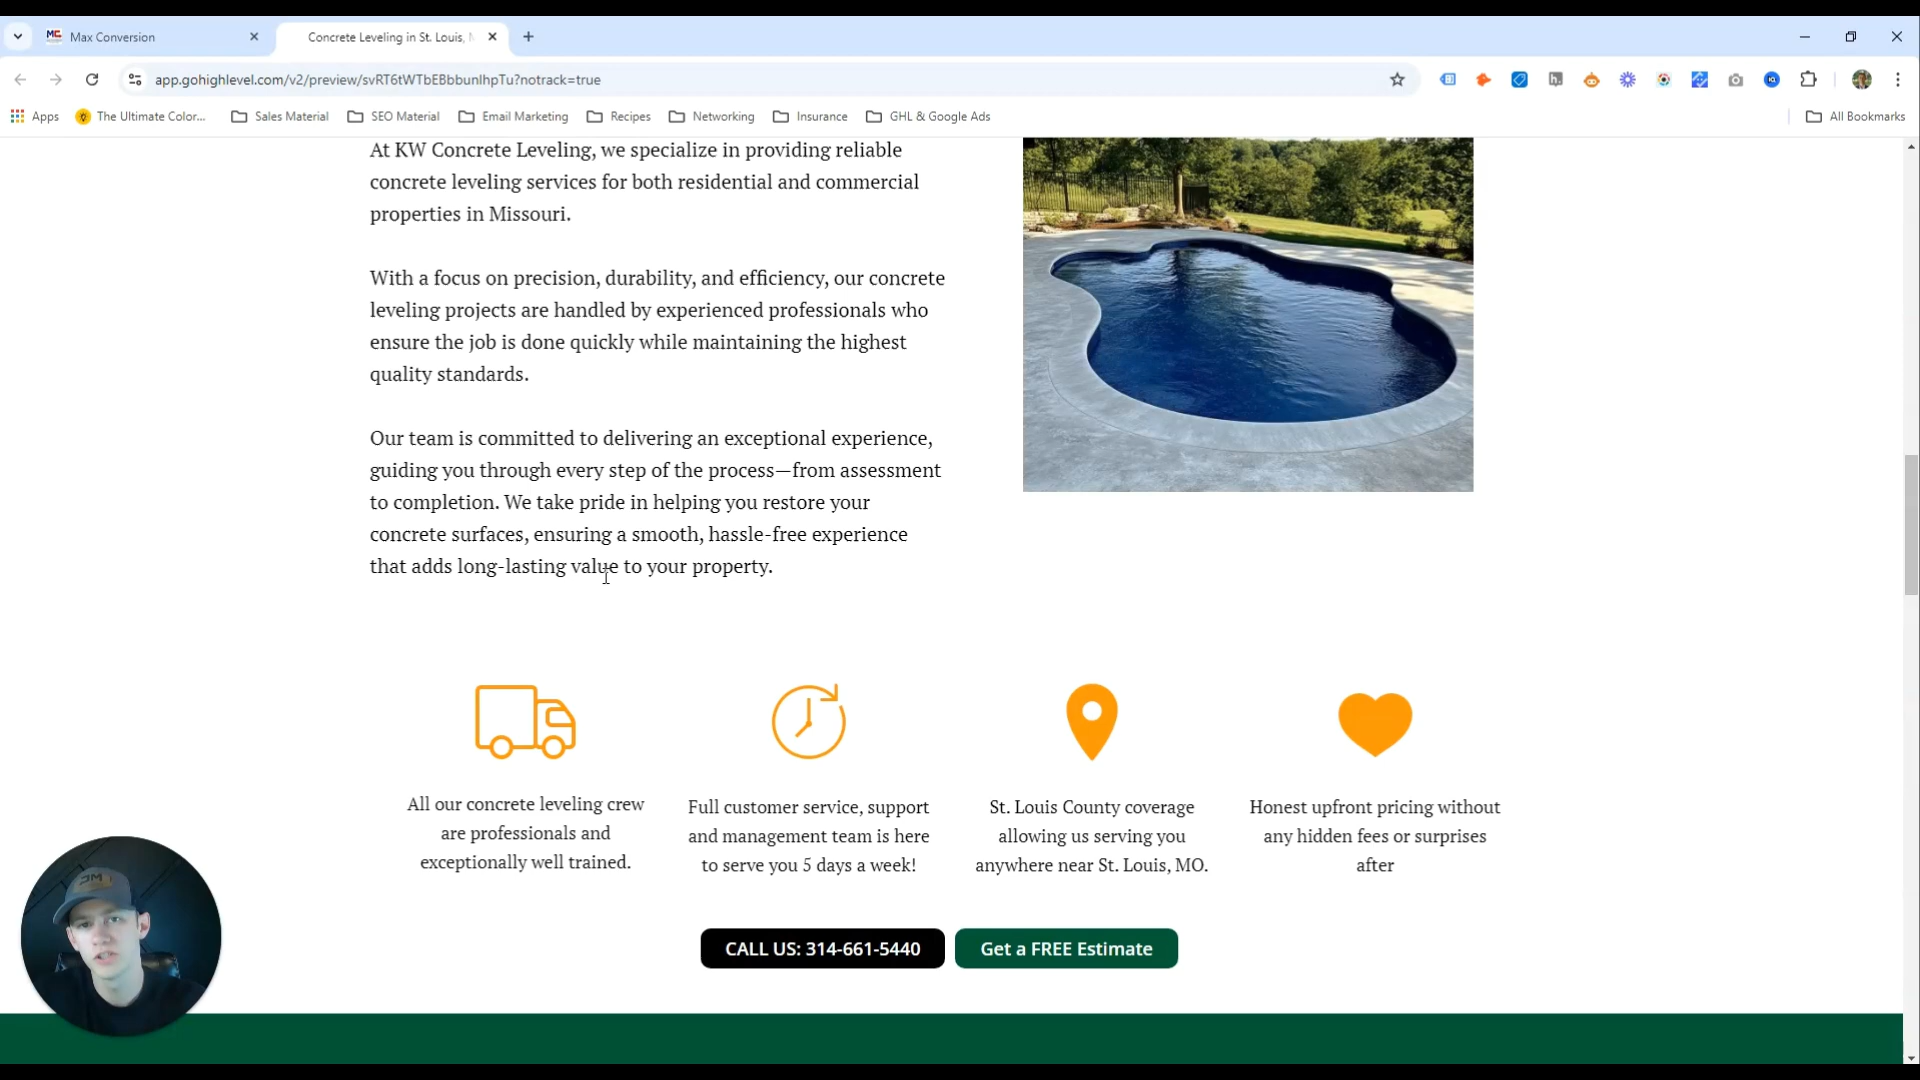 Max Conversion
Concrete Leveling in St. Louis,
app.gohighlevel.com/v2/preview/svRT6tWTbEBbbunlhpTu?notrack=true
Apps
The Ultimate Color...
Sales Material
SEO Material
Email Marketing
Recipes
Networking
Insurance
GHL & Google Ads
All Bookmarks
At KW Concrete Leveling, we specialize in providing reliable
concrete leveling services for both residential and commercial
properties in Missouri.
With a focus on precision, durability, and efficiency, our concrete
leveling projects are handled by experienced professionals who
ensure the job is done quickly while maintaining the highest
quality standards.
Our team is committed to delivering an exceptional experience,
guiding you through every step of the process—from assessment
to completion. We take pride in helping you restore your
concrete surfaces, ensuring a smooth, hassle-free experience
that adds long-lasting value to your property.
All our concrete leveling crew
are professionals and
exceptionally well trained.
Full customer service, support
and management team is here
to serve you 5 days a week!
St. Louis County coverage
allowing us serving you
anywhere near St. Louis, MO.
Honest upfront pricing without
any hidden fees or surprises
after
CALL US: 314-661-5440
Get a FREE Estimate